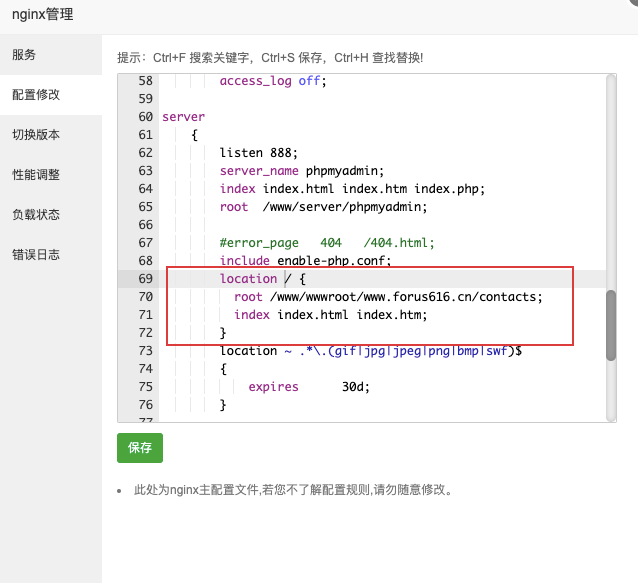 nginx管理
服务
配置修改
切换版本
性能调整
负载状态
错误日志
提示：Ctrl+F 搜索关键字，Ctrl+S 保存，Ctrl+H 查找替换!
58 access_log off;
59
60 server
61 {
62 listen 888;
63 server_name phpmyadmin;
64 index index.html index.htm index.php;
65 root  /www/server/phpmyadmin;
66
67 #error_page   404   /404.html;
68 include enable-php.conf;
69 location / {
70 root /www/wwwroot/www.forus616.cn/contacts;
71 index index.html index.htm;
72 }
73 location ~ .*\.(gif|jpg|jpeg|png|bmp|swf)$
74 {
75 expires      30d;
76 }
77
保存
此处为nginx主配置文件,若您不了解配置规则,请勿随意修改。